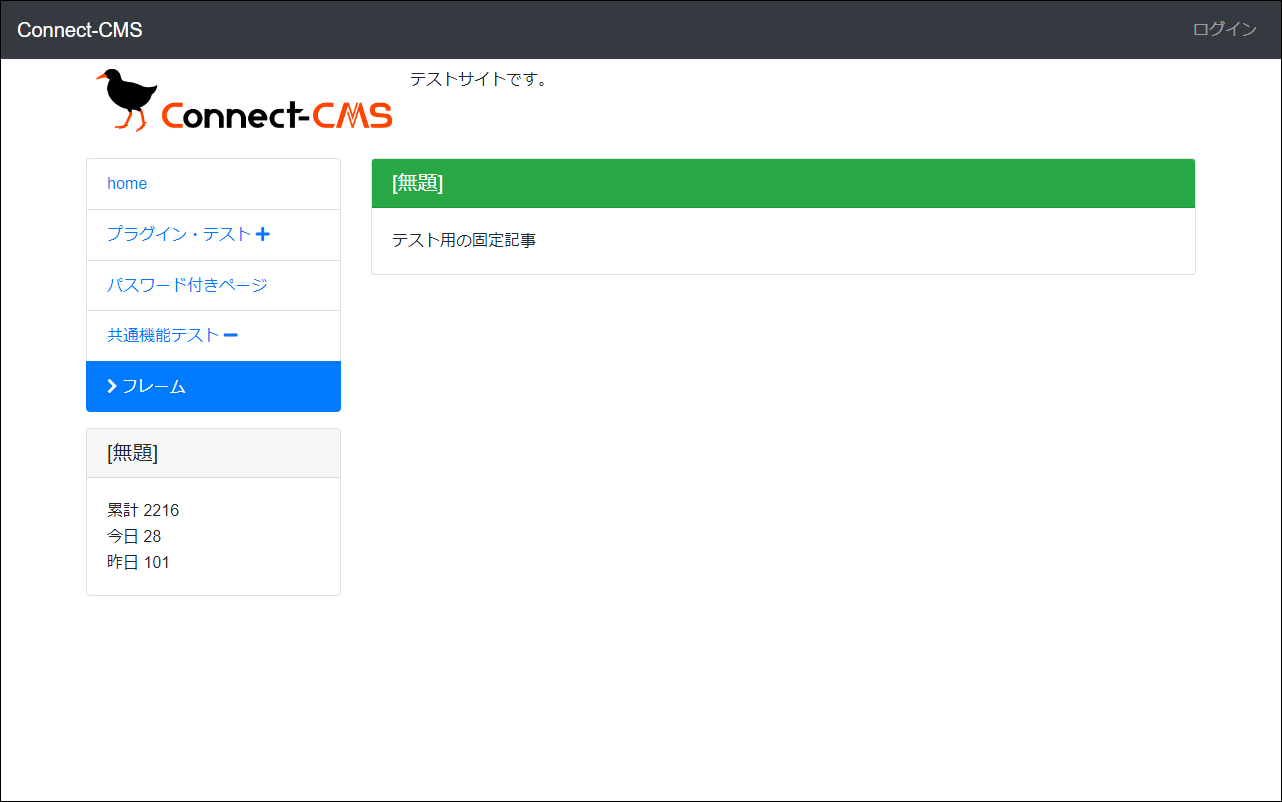 Connect-CMS
ログイン
Connect-CMS
テストサイトです。
home
プラグイン・テスト
パスワード付きページ
共通機能テスト
フレーム
[無題]
累計 2216
今日 28
昨日 101
[無題]
テスト用の固定記事